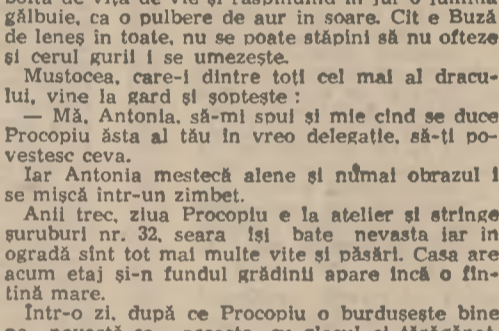 boltă de viță de vie și răspîndind în jur o lumină
gălbuie, ca o pulbere de aur în soare. Cît e Buză
de leneș în toate, nu se poate stăpîni să nu ofteze
și cerul gurii i se umezește.
Mustocea, care-i dintre toți cel mai al dracu-
lui, vine la gard și șoptește :
— Mă, Antonia, să-mi spui și mie cînd se duce
Procopiu ăsta al tău în vreo delegație, să-ți po-
vestesc ceva.
Iar Antonia mestecă alene și numai obrazul i
se mișcă într-un zîmbet.
Anii trec, ziua Procopiu e la atelier și strînge
șuruburi nr. 32, seara își bate nevasta iar în
ogradă sînt tot mai multe vite și păsări. Casa are
acum etaj și-n fundul grădinii apare încă o fîn-
tînă mare.
Într-o zi, după ce Procopiu o burdușește bine